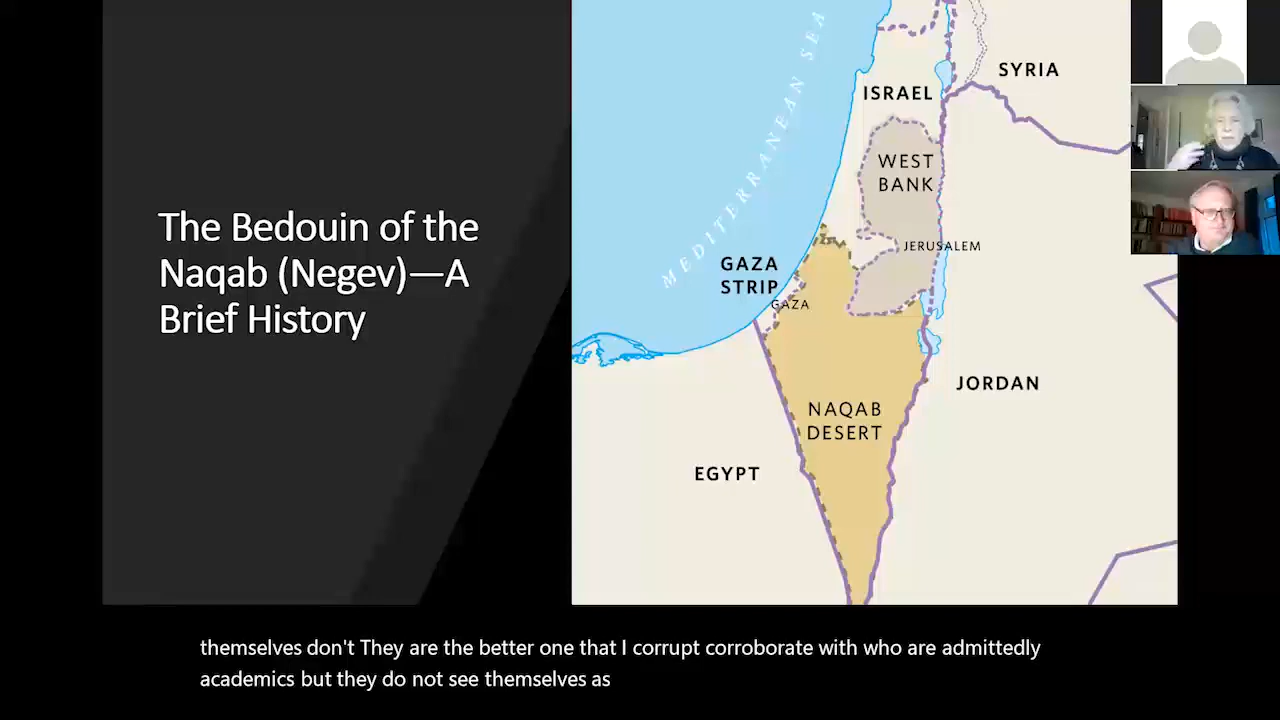 The Bedouin of the
Naqab (Negev)—A
Brief History
MEDITERRANEAN SEA
SYRIA
ISRAEL
WEST
BANK
JERUSALEM
GAZA
STRIP
GAZA
JORDAN
NAQAB
DESERT
EGYPT
themselves don't They are the better one that I corrupt corroborate with who are admittedly
academics but they do not see themselves as